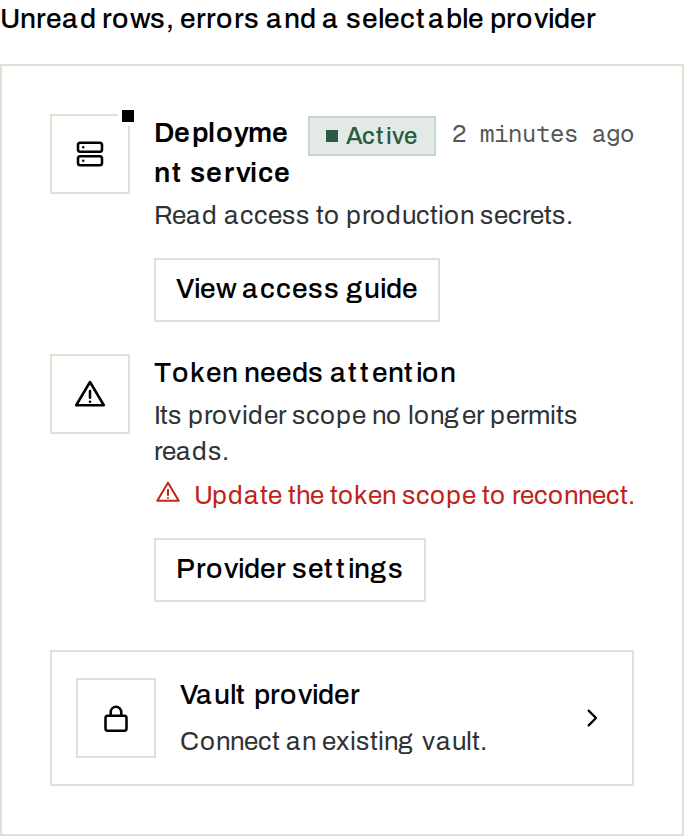 Unread rows, errors and a selectable provider
Deployme
nt service
Active
2 minutes ago
Read access to production secrets.
View access guide
Token needs attention
Its provider scope no longer permits
reads.
Update the token scope to reconnect.
Provider settings
Vault provider
Connect an existing vault.